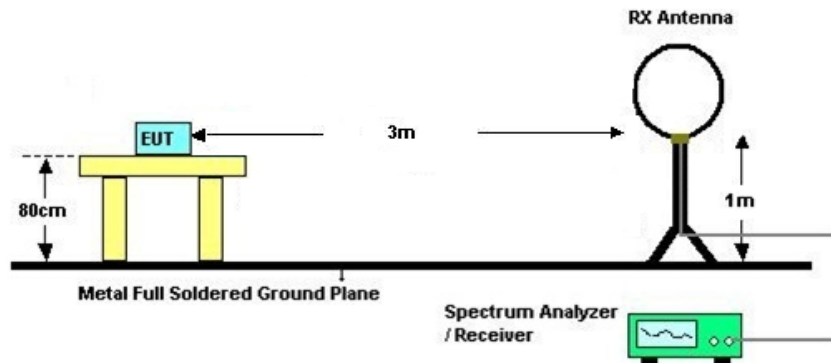 RX Antenna
EUT
3m
80cm
1m
Metal Full Soldered Ground Plane
Spectrum Analyzer
/ Receiver